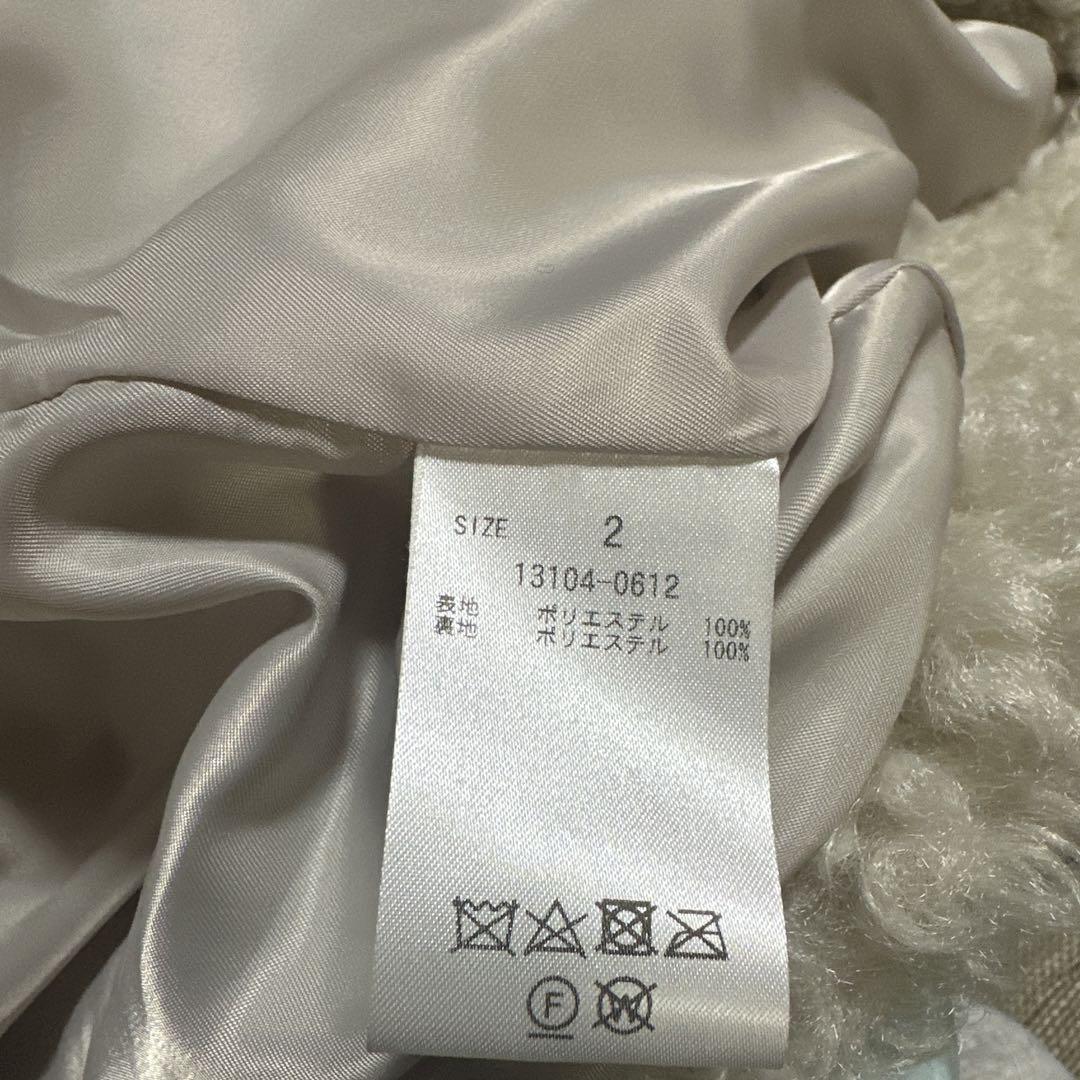 SIZE 2
13104-0612
表地 ポリエステル 100%
裏地 ポリエステル 100%
F
W